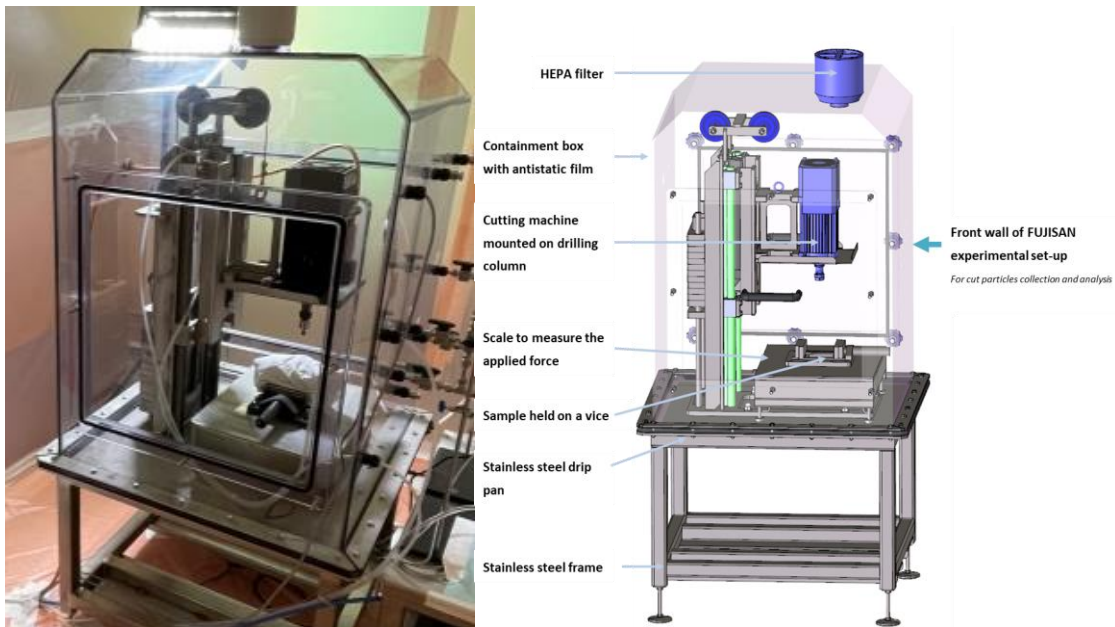 HEPA filter
Containment box
with antistatic film
Cutting machine
mounted on drilling
column
Front wall of FUJISAN
experimental set-up
For cut particles collection and analysis
Scale to measure the
applied force
Sample held on a vice
Stainless steel drip
pan
Stainless steel frame